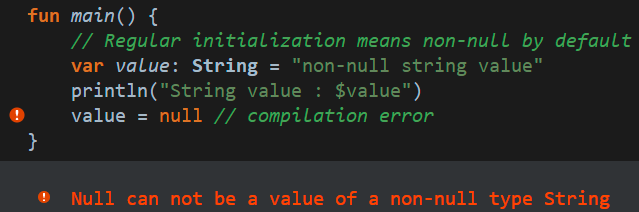 fun main() {
// Regular initialization means non-null by default
var value: String = "non-null string value"
println("String value : $value")
value = null // compilation error
}
Null can not be a value of a non-null type String